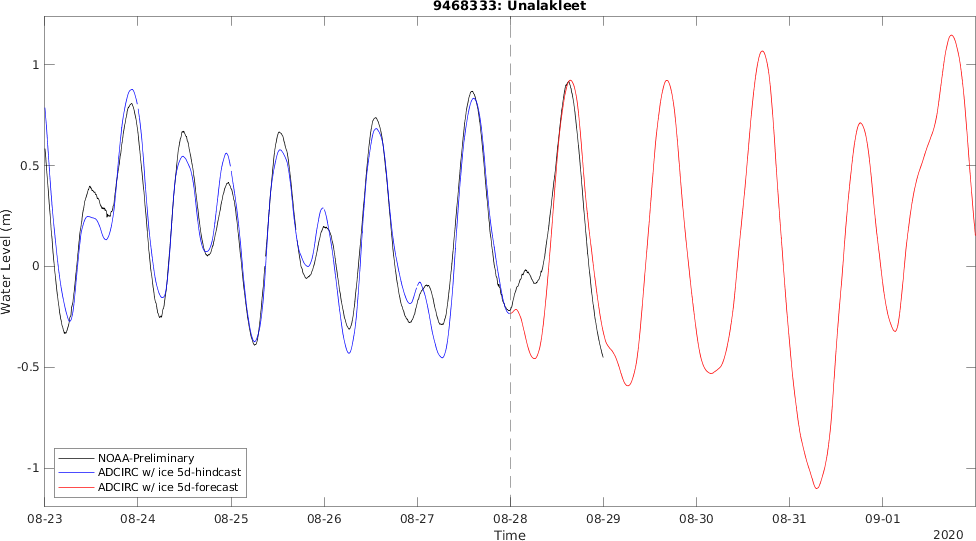 9468333: Unalakleet
1
0.5
0
-0.5
-1
Water Level (m)
NOAA-Preliminary
ADCIRC w/ ice 5d-hindcast
ADCIRC w/ ice 5d-forecast
08-23 08-24 08-25 08-26 08-27 08-28 08-29 08-30 08-31 09-01
Time
2020